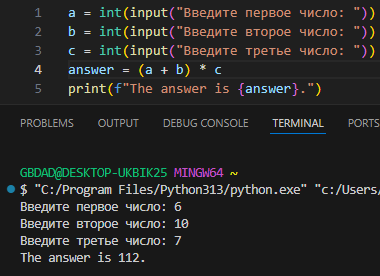 1 a = int(input("Введите первое число: "))
2 b = int(input("Введите второе число: "))
3 c = int(input("Введите третье число: "))
4 answer = (a + b) * c
5 print(f"The answer is {answer}.")
PROBLEMS OUTPUT DEBUG CONSOLE TERMINAL PORTS
GBDAD@DESKTOP-UKBIK25 MINGW64 ~
$ "C:/Program Files/Python313/python.exe" "c:/Users/
Введите первое число: 6
Введите второе число: 10
Введите третье число: 7
The answer is 112.